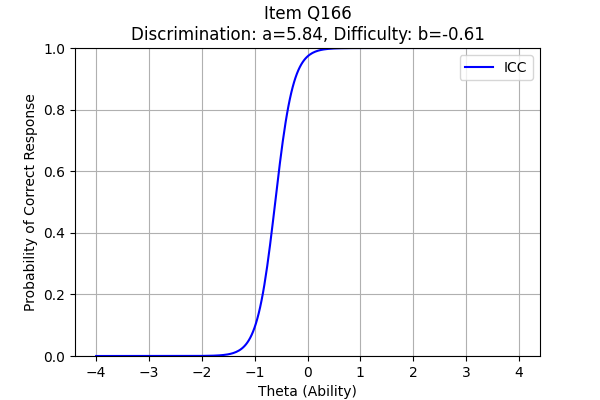 Item Q166
Discrimination: a=5.84, Difficulty: b=-0.61
ICC
Probability of Correct Response
1.0
0.8
0.6
0.4
0.2
0.0
−4 −3 −2 −1 0 1 2 3 4
Theta (Ability)